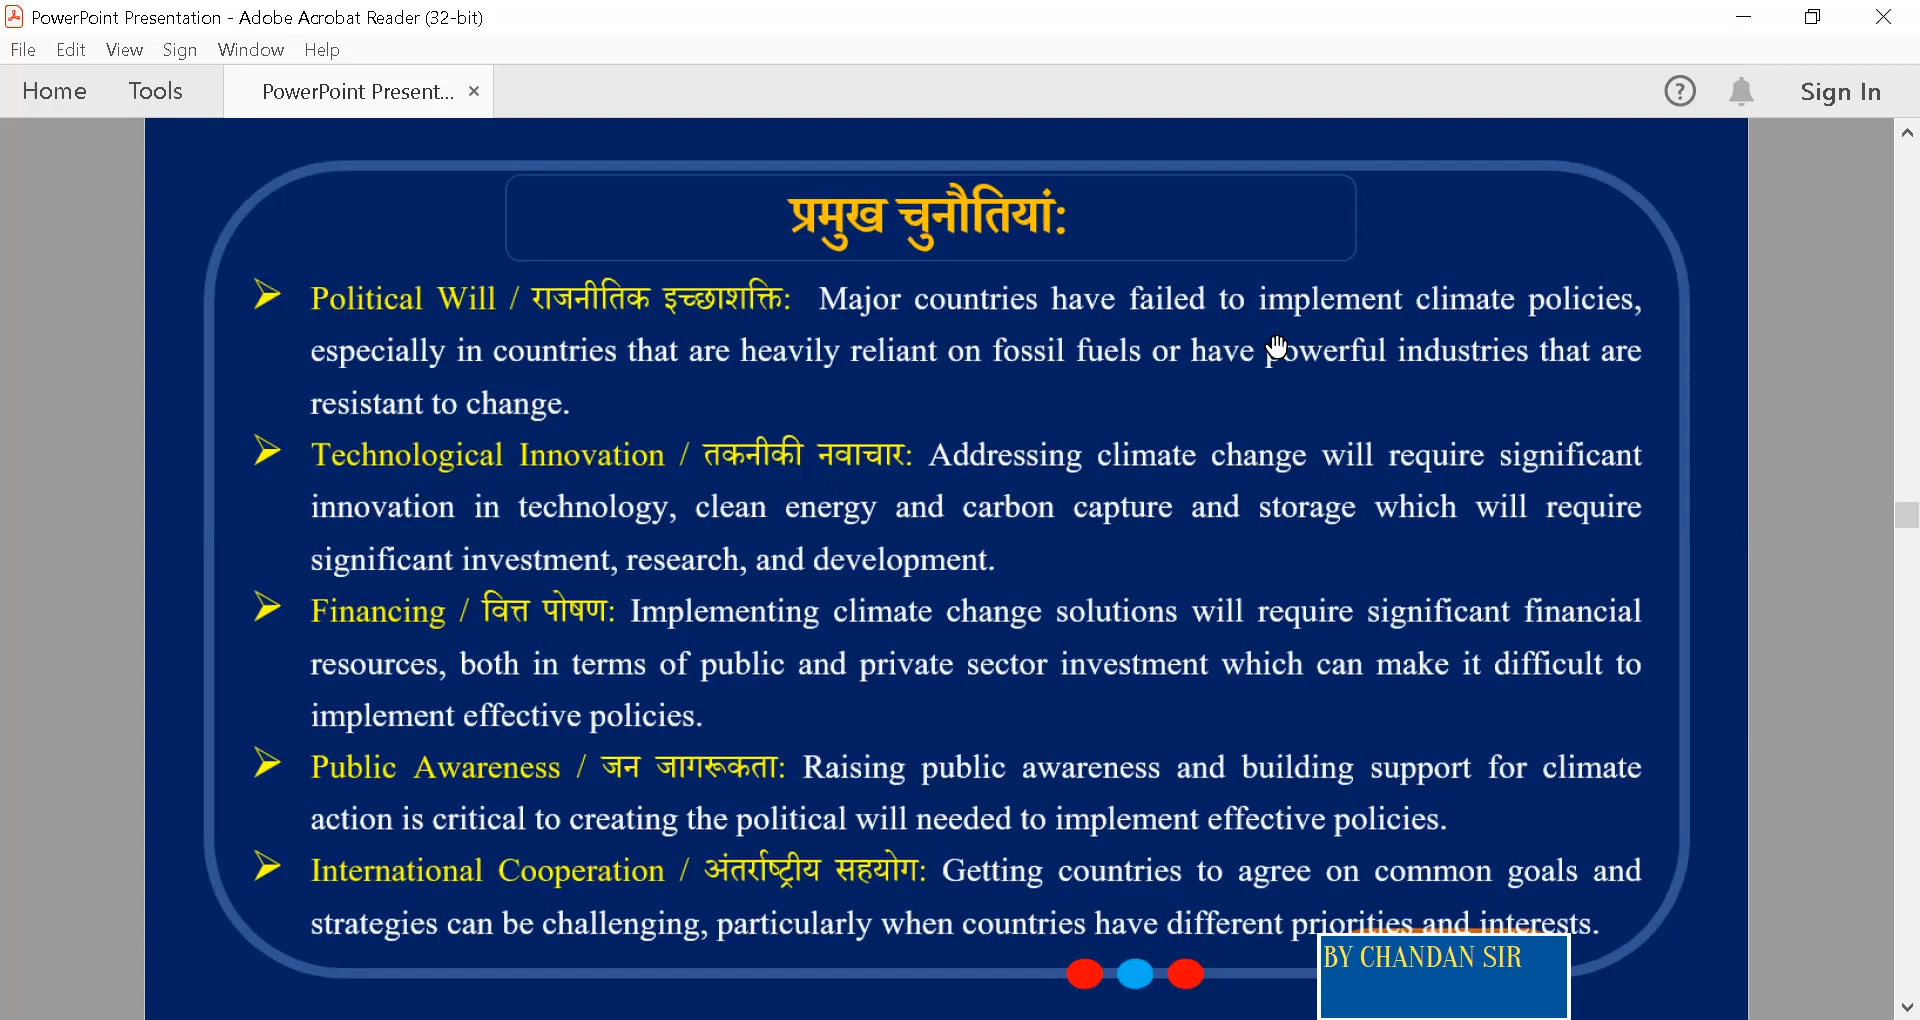 PowerPoint Presentation - Adobe Acrobat Reader (32-bit)
File Edit View Sign Window Help
Home Tools PowerPoint Present... × ? Sign In
प्रमुख चुनौतियां:
Political Will / राजनीतिक इच्छाशक्ति: Major countries have failed to implement climate policies,
especially in countries that are heavily reliant on fossil fuels or have powerful industries that are
resistant to change.
Technological Innovation / तकनीकी नवाचार: Addressing climate change will require significant
innovation in technology, clean energy and carbon capture and storage which will require
significant investment, research, and development.
Financing / वित्त पोषण: Implementing climate change solutions will require significant financial
resources, both in terms of public and private sector investment which can make it difficult to
implement effective policies.
Public Awareness / जन जागरूकता: Raising public awareness and building support for climate
action is critical to creating the political will needed to implement effective policies.
International Cooperation / अंतर्राष्ट्रीय सहयोग: Getting countries to agree on common goals and
strategies can be challenging, particularly when countries have different priorities and interests.
BY CHANDAN SIR